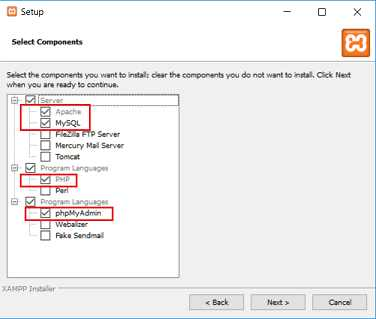 Setup
Select Components
Select the components you want to install; clear the components you do not want to install. Click Next
when you are ready to continue.
Server
Apache
MySQL
FileZilla FTP Server
Mercury Mail Server
Tomcat
Program Languages
PHP
Perl
Program Languages
phpMyAdmin
Webalizer
Fake Sendmail
XAMPP Installer
< Back
Next >
Cancel